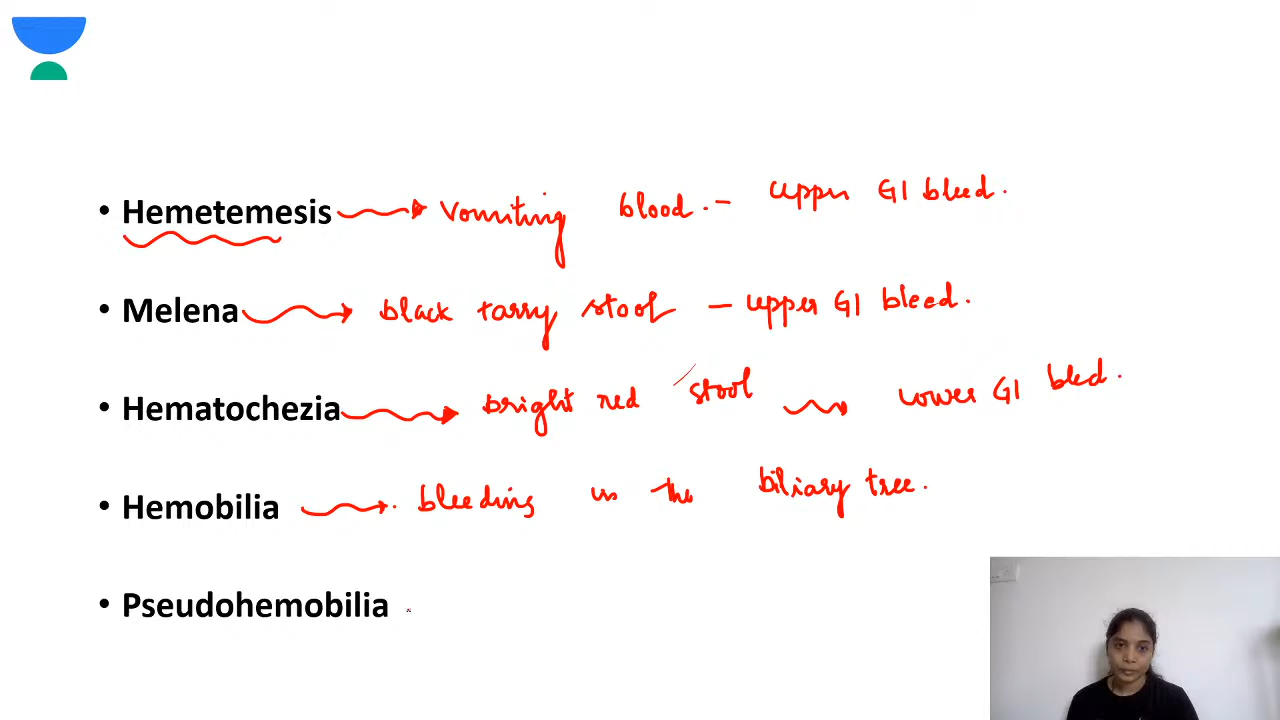 • Hemetemesis → vomiting blood. - upper GI bleed.
• Melena → black tarry stool - upper GI bleed.
• Hematochezia → bright red stool → Lower GI bled.
• Hemobilia → bleeding in the biliary tree.
• Pseudohemobilia